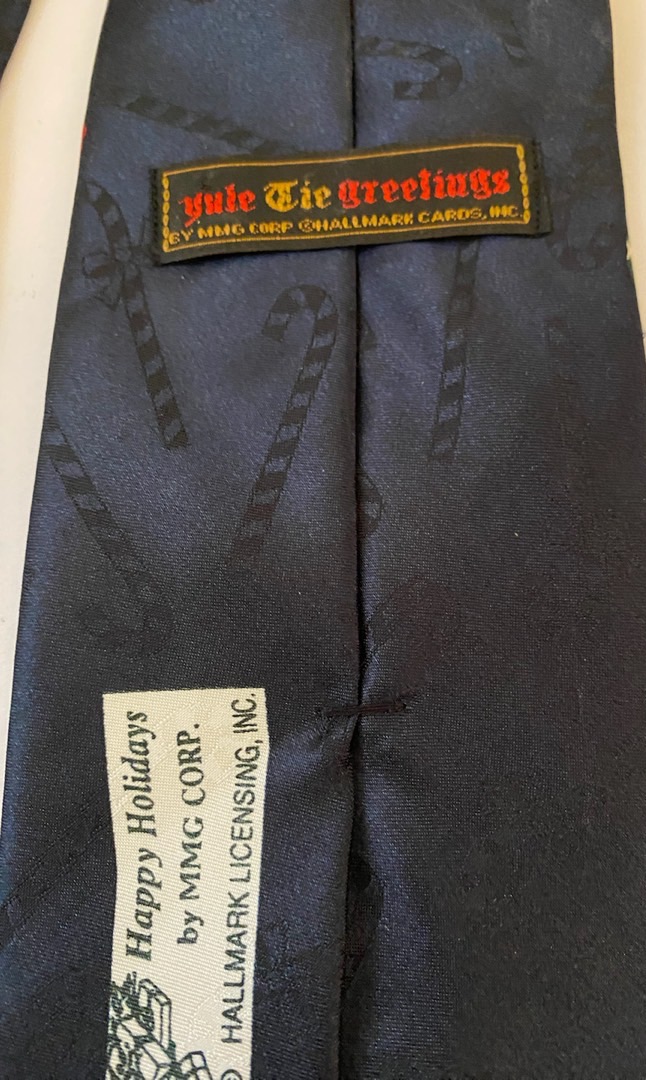 Yule Tie Greetings
BY MMG CORP ©HALLMARK CARDS, INC.
Happy Holidays
by MMG CORP.
® HALLMARK LICENSING, INC.